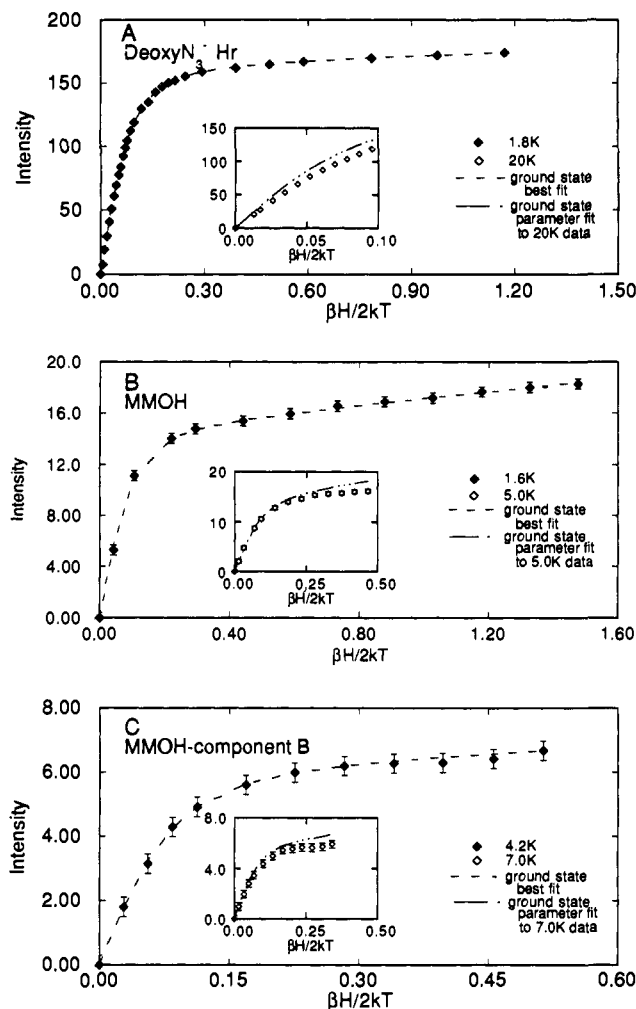 A
DeoxyN₃⁻ Hr
200
150
100
50
0
Intensity
0.00 0.30 0.60 0.90 1.20 1.50
βH/2kT
150
100
50
0
0.00 0.05 0.10
βH/2kT
1.8K
20K
ground state
best fit
ground state
parameter fit
to 20K data
B
MMOH
20.0
16.0
12.0
8.00
4.00
0.00
Intensity
0.00 0.40 0.80 1.20 1.60
βH/2kT
20
10
0
0.00 0.25 0.50
βH/2kT
1.6K
5.0K
ground state
best fit
ground state
parameter fit
to 5.0K data
C
MMOH-component B
8.00
6.00
4.00
2.00
0.00
Intensity
0.00 0.15 0.30 0.45 0.60
βH/2kT
8.0
4.0
0.0
0.00 0.25 0.50
βH/2kT
4.2K
7.0K
ground state
best fit
ground state
parameter fit
to 7.0K data